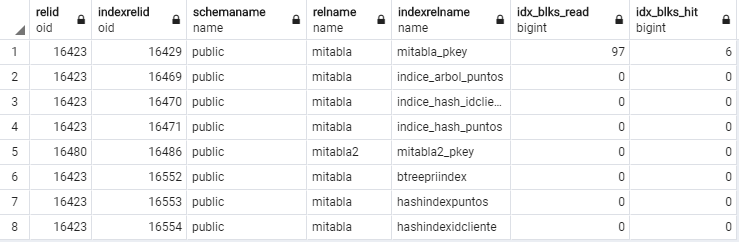 relid indexrelid schemaname relname indexrelname idx_blks_read idx_blks_hit
oid oid name name name bigint bigint
1 16423 16429 public mitabla mitabla_pkey 97 6
2 16423 16469 public mitabla indice_arbol_puntos 0 0
3 16423 16470 public mitabla indice_hash_idclie... 0 0
4 16423 16471 public mitabla indice_hash_puntos 0 0
5 16480 16486 public mitabla2 mitabla2_pkey 0 0
6 16423 16552 public mitabla btreepriindex 0 0
7 16423 16553 public mitabla hashindexpuntos 0 0
8 16423 16554 public mitabla hashindexidcliente 0 0